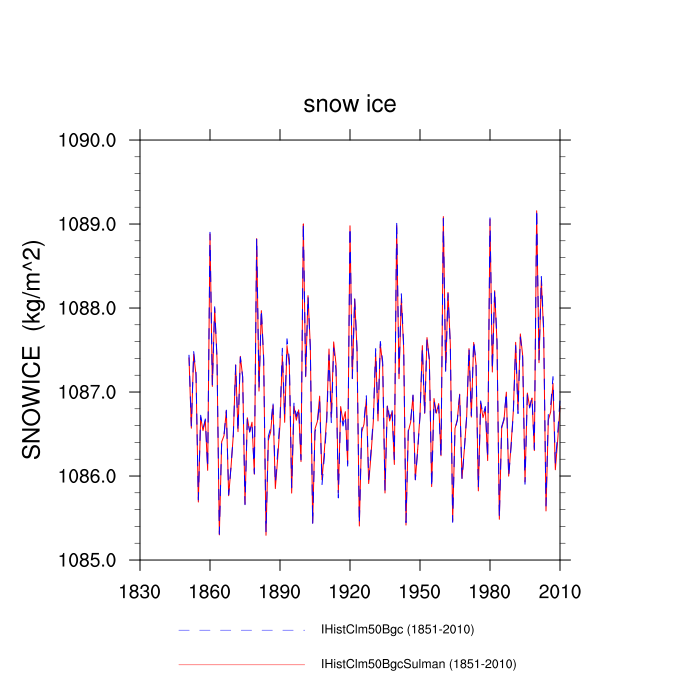 snow ice
1090.0
1089.0
1088.0
1087.0
1086.0
1085.0
SNOWICE (kg/m^2)
1830 1860 1890 1920 1950 1980 2010
IHistClm50Bgc (1851-2010)
IHistClm50BgcSulman (1851-2010)